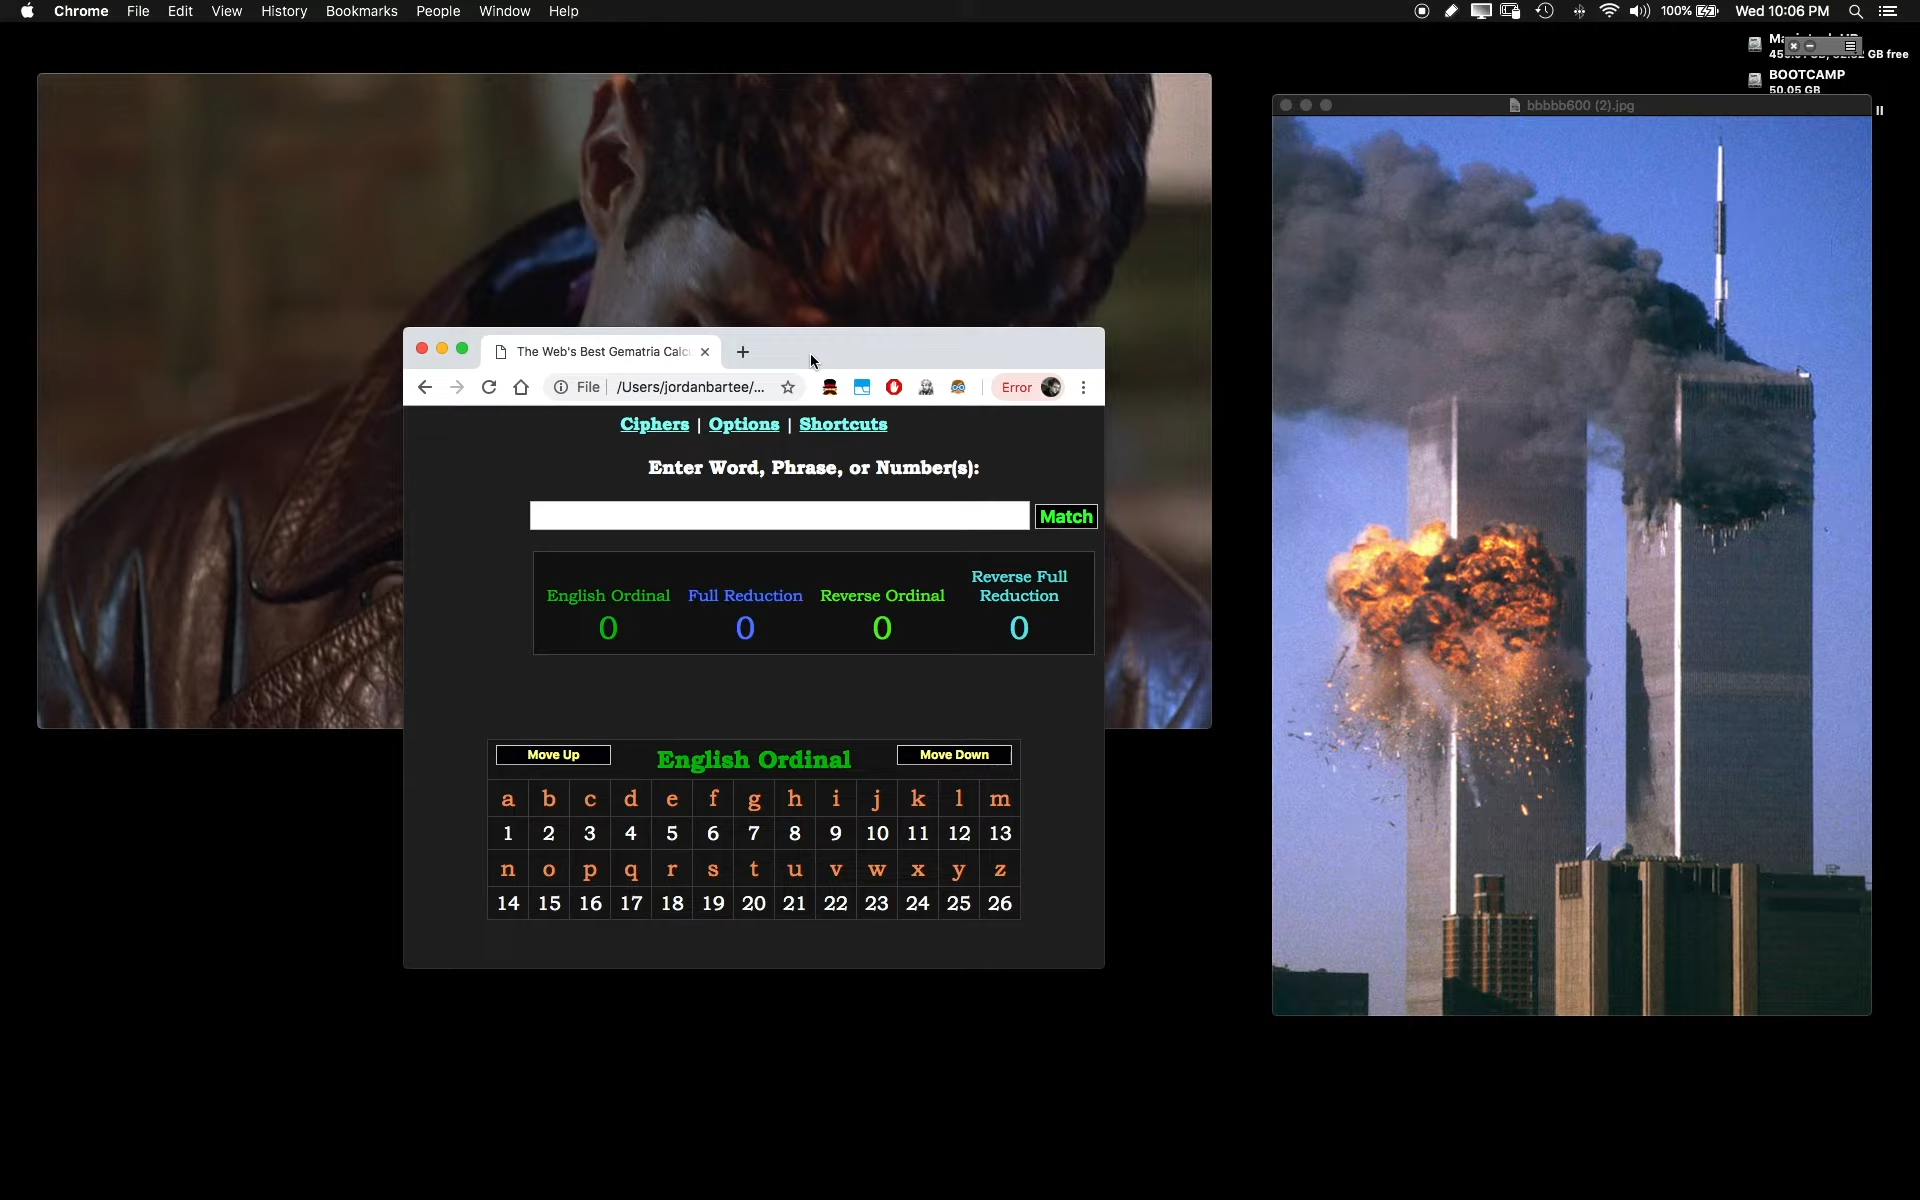 Chrome File Edit View History Bookmarks People Window Help
100% Wed 10:06 PM
GB free
BOOTCAMP
50.05 GB
bbbbb600 (2).jpg
The Web's Best Gematria Calc
File /Users/jordanbartee/... Error
Ciphers | Options | Shortcuts
Enter Word, Phrase, or Number(s):
Match
English Ordinal Full Reduction Reverse Ordinal Reverse Full Reduction
0 0 0 0
Move Up English Ordinal Move Down
a b c d e f g h i j k l m
1 2 3 4 5 6 7 8 9 10 11 12 13
n o p q r s t u v w x y z
14 15 16 17 18 19 20 21 22 23 24 25 26